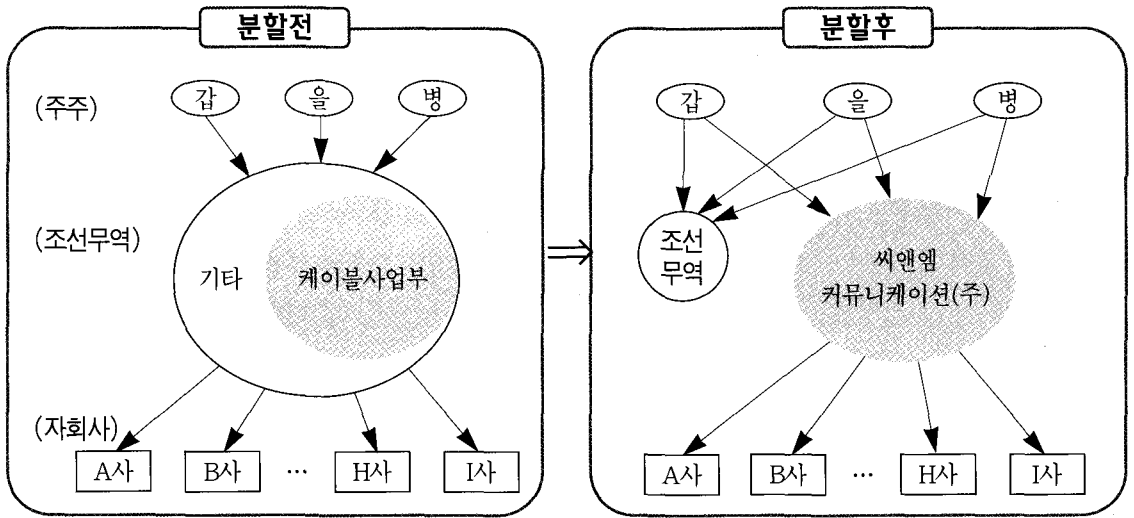 분할전
(주주)
갑 을 병
(조선무역)
기타 케이블사업부
(자회사)
A사 B사 ··· H사 I사
분할후
갑 을 병
조선
무역
씨앤엠
커뮤니케이션(주)
A사 B사 ··· H사 I사